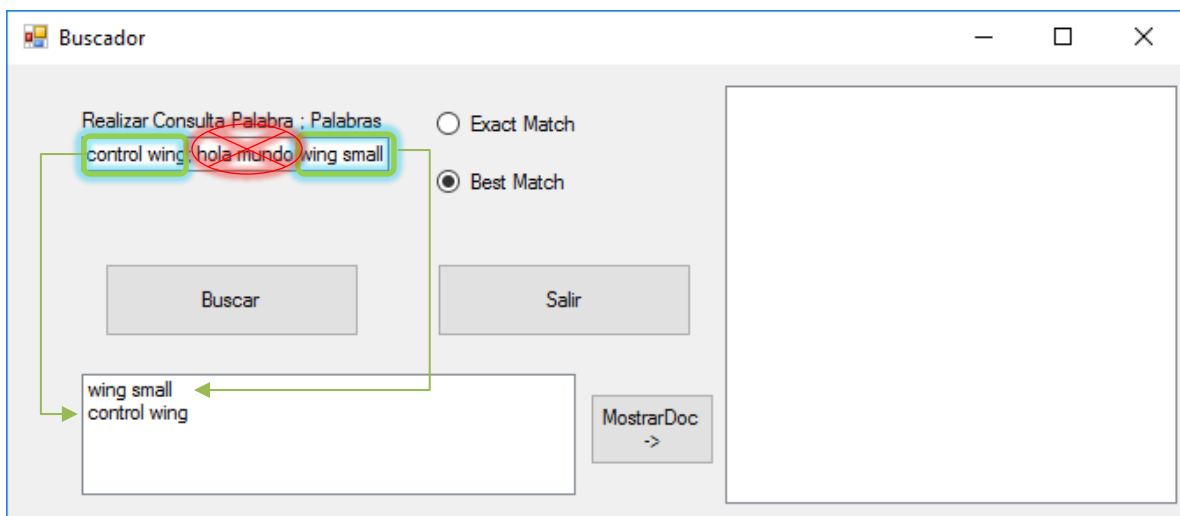 Buscador
Realizar Consulta Palabra ; Palabras
control wing; hola mundo wing small
Exact Match
Best Match
Buscar
Salir
wing small
control wing
MostrarDoc
->